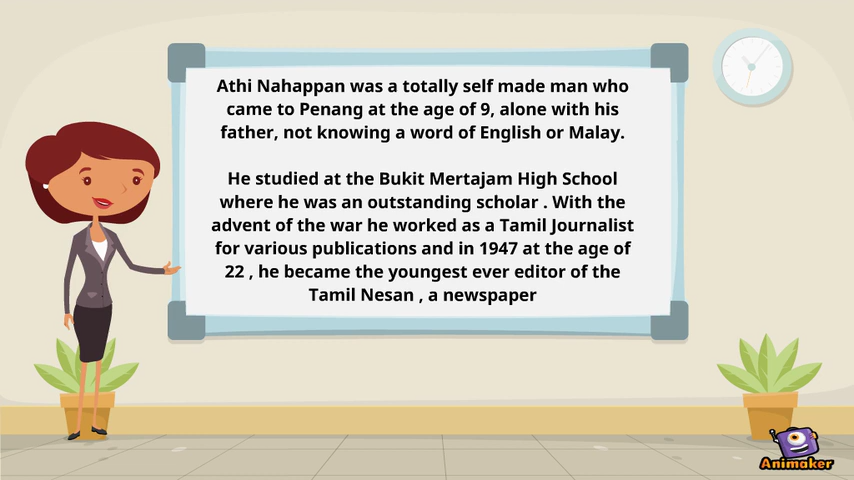 Athi Nahappan was a totally self made man who
came to Penang at the age of 9, alone with his
father, not knowing a word of English or Malay.
He studied at the Bukit Mertajam High School
where he was an outstanding scholar . With the
advent of the war he worked as a Tamil Journalist
for various publications and in 1947 at the age of
22 , he became the youngest ever editor of the
Tamil Nesan , a newspaper
Animaker